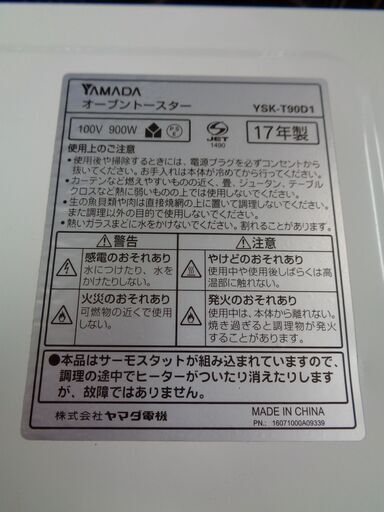 YAMADA
オーブントースター YSK-T90D1
100V 900W PSE JET 1490 17年製
使用上のご注意
・使用後や掃除するときには、電源プラグを必ずコンセントから
抜いてください。お手入れは本体が冷めてから行ってください。
・カーテンなど燃えやすいものの近く、畳、ジュータン、テーブル
クロスなど熱に弱いものの上で使用しないでください。
・生の魚貝類や肉は直接焼網の上に置いて調理しないでください。
また調理以外の目的で使用しないでください。
・熱いガラスまどに水をかけないでください。割れることがあります。
警告
感電のおそれあり
水につけたり、水を
かけたりしない。
火災のおそれあり
可燃物の近くで使用
しない。
注意
やけどのおそれあり
使用中や使用後しばらくは高
温部に触れない。
発火のおそれあり
使用中は、本体から離れない。
焼き過ぎると調理物が発火
することがあります。
●本品はサーモスタットが組み込まれていますので、
調理の途中でヒーターがついたり消えたりします
が、故障ではありません。
株式会社ヤマダ電機 MADE IN CHINA
PN.: 16071000A09339